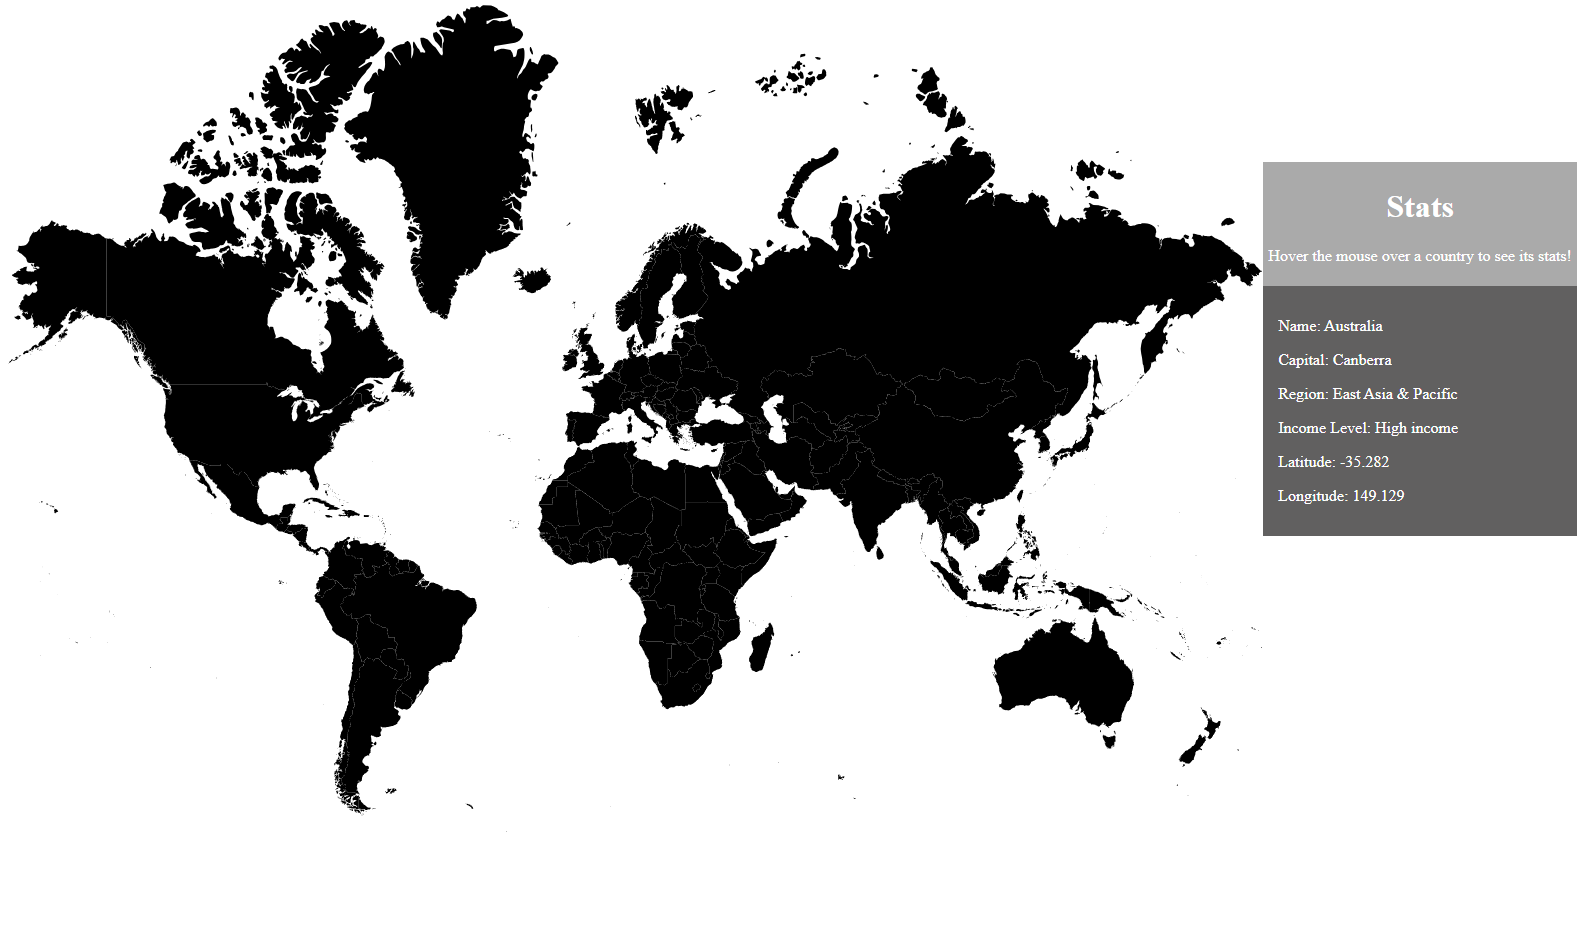 Stats
Hover the mouse over a country to see its stats!
Name: Australia
Capital: Canberra
Region: East Asia & Pacific
Income Level: High income
Latitude: -35.282
Longitude: 149.129